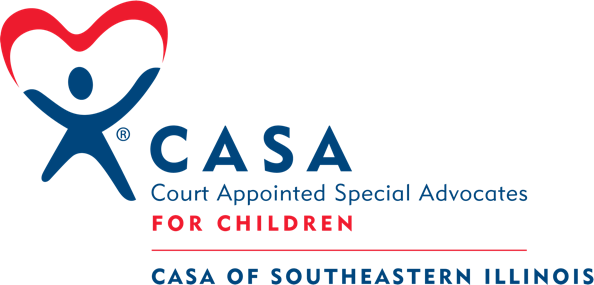 ® CASA
Court Appointed Special Advocates
FOR CHILDREN
CASA OF SOUTHEASTERN ILLINOIS